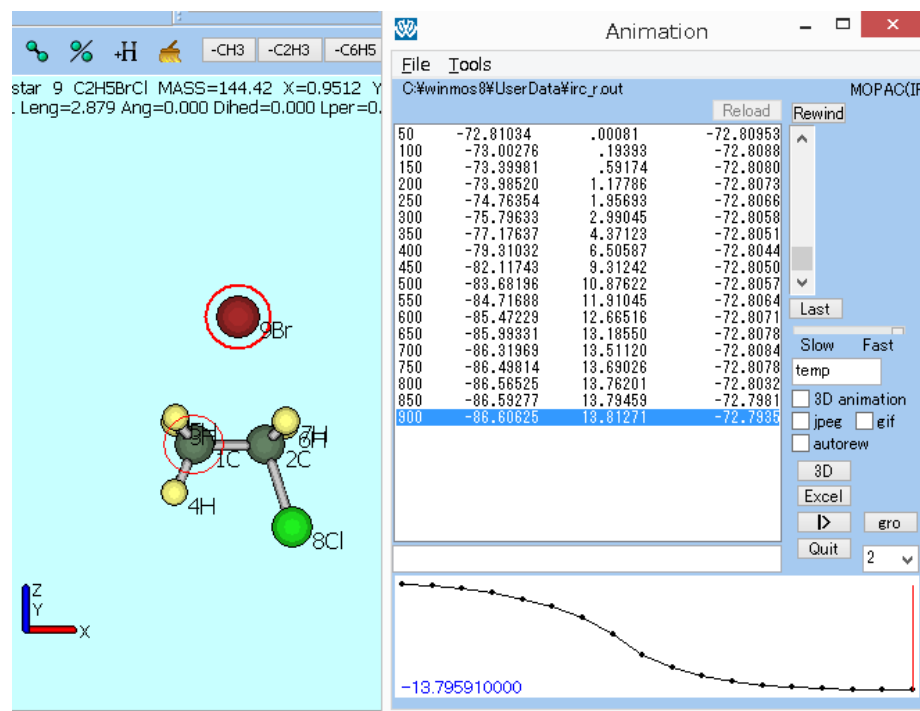 +H -CH3 -C2H3 -C6H5
star 9 C2H5BrCl MASS=144.42 X=0.9512 Y
Leng=2.879 Ang=0.000 Dihed=0.000 Lper=0.
9Br
5H
7H
6H
1C
2C
4H
8Cl
Z
Y
X
Animation
File Tools
C:¥winmos8¥UserData¥irc_r.out MOPAC(IF
Reload Rewind
50 -72.81034 .00081 -72.80953
100 -73.00276 .19393 -72.8088
150 -73.39981 .59174 -72.8080
200 -73.98520 1.17786 -72.8073
250 -74.76354 1.95693 -72.8066
300 -75.79633 2.99045 -72.8058
350 -77.17637 4.37123 -72.8051
400 -79.31032 6.50587 -72.8044
450 -82.11743 9.31242 -72.8050
500 -83.68196 10.87622 -72.8057
550 -84.71688 11.91045 -72.8064
600 -85.47229 12.66516 -72.8071
650 -85.99331 13.18550 -72.8078
700 -86.31969 13.51120 -72.8084
750 -86.49814 13.69026 -72.8078
800 -86.56525 13.76201 -72.8032
850 -86.59277 13.79459 -72.7981
900 -86.60625 13.81271 -72.7935
Last
Slow Fast
temp
3D animation
jpeg gif
autorew
3D
Excel
|> gro
Quit 2
-13.795910000